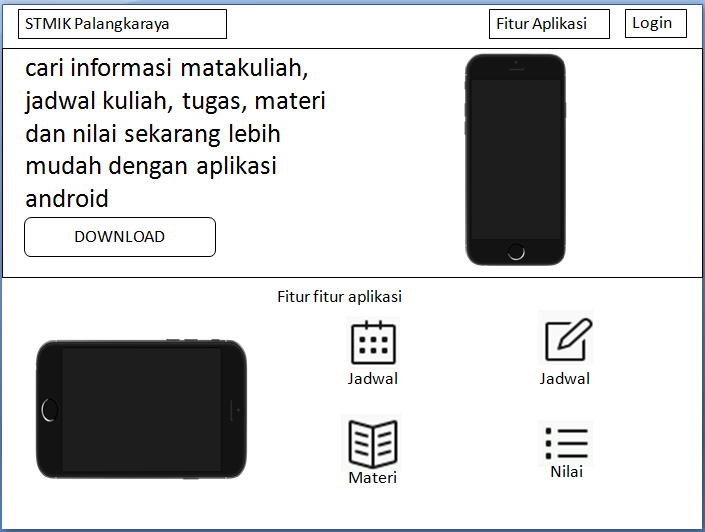 STMIK Palangkaraya
Fitur Aplikasi
Login
cari informasi matakuliah,
jadwal kuliah, tugas, materi
dan nilai sekarang lebih
mudah dengan aplikasi
android
DOWNLOAD
Fitur fitur aplikasi
Jadwal
Jadwal
Materi
Nilai